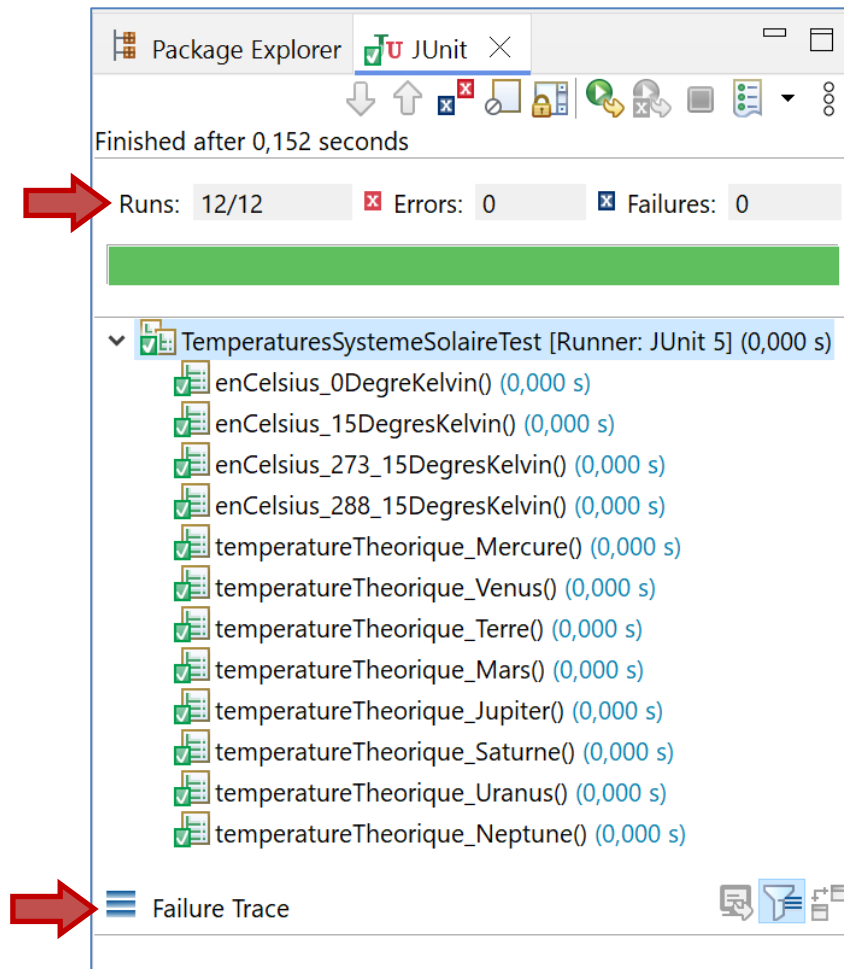 Package Explorer JUnit
Finished after 0,152 seconds
Runs: 12/12 Errors: 0 Failures: 0
TemperaturesSystemeSolaireTest [Runner: JUnit 5] (0,000 s)
enCelsius_0DegreKelvin() (0,000 s)
enCelsius_15DegresKelvin() (0,000 s)
enCelsius_273_15DegresKelvin() (0,000 s)
enCelsius_288_15DegresKelvin() (0,000 s)
temperatureTheorique_Mercure() (0,000 s)
temperatureTheorique_Venus() (0,000 s)
temperatureTheorique_Terre() (0,000 s)
temperatureTheorique_Mars() (0,000 s)
temperatureTheorique_Jupiter() (0,000 s)
temperatureTheorique_Saturne() (0,000 s)
temperatureTheorique_Uranus() (0,000 s)
temperatureTheorique_Neptune() (0,000 s)
Failure Trace